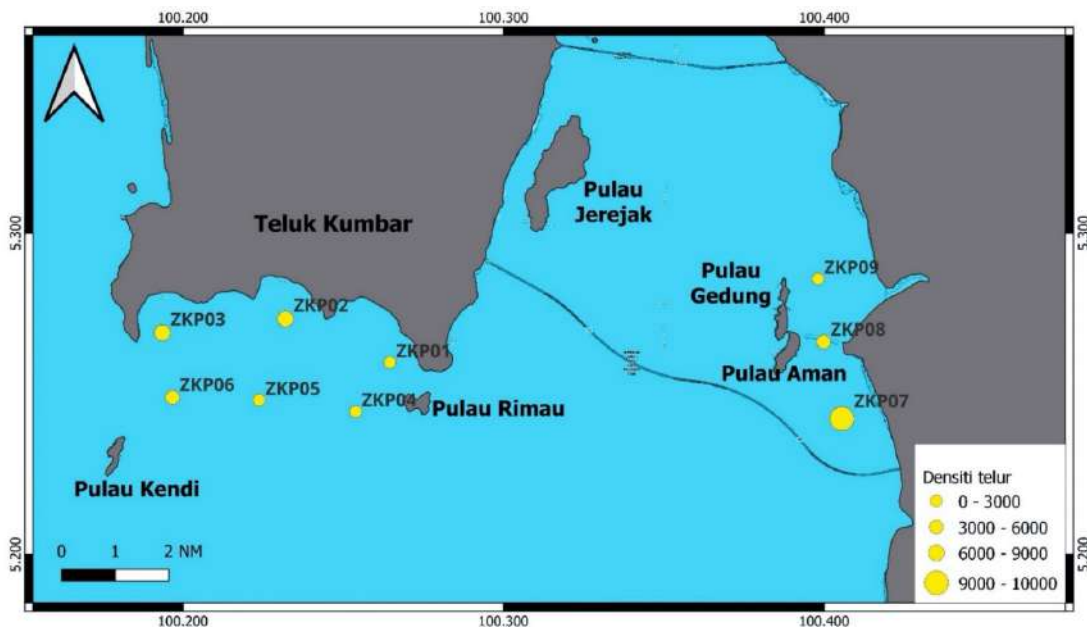 100.200
100.300
100.400
5.300
5.300
Teluk Kumbar
Pulau
Jerejak
ZKP09
Pulau
Gedung
ZKP03
ZKP02
ZKP08
ZKP01
Pulau Aman
ZKP06
ZKP05
ZKP04
Pulau Rimau
ZKP07
Pulau Kendi
Densiti telur
0 - 3000
3000 - 6000
6000 - 9000
9000 - 10000
0 1 2 NM
5.200
5.200
100.200
100.300
100.400